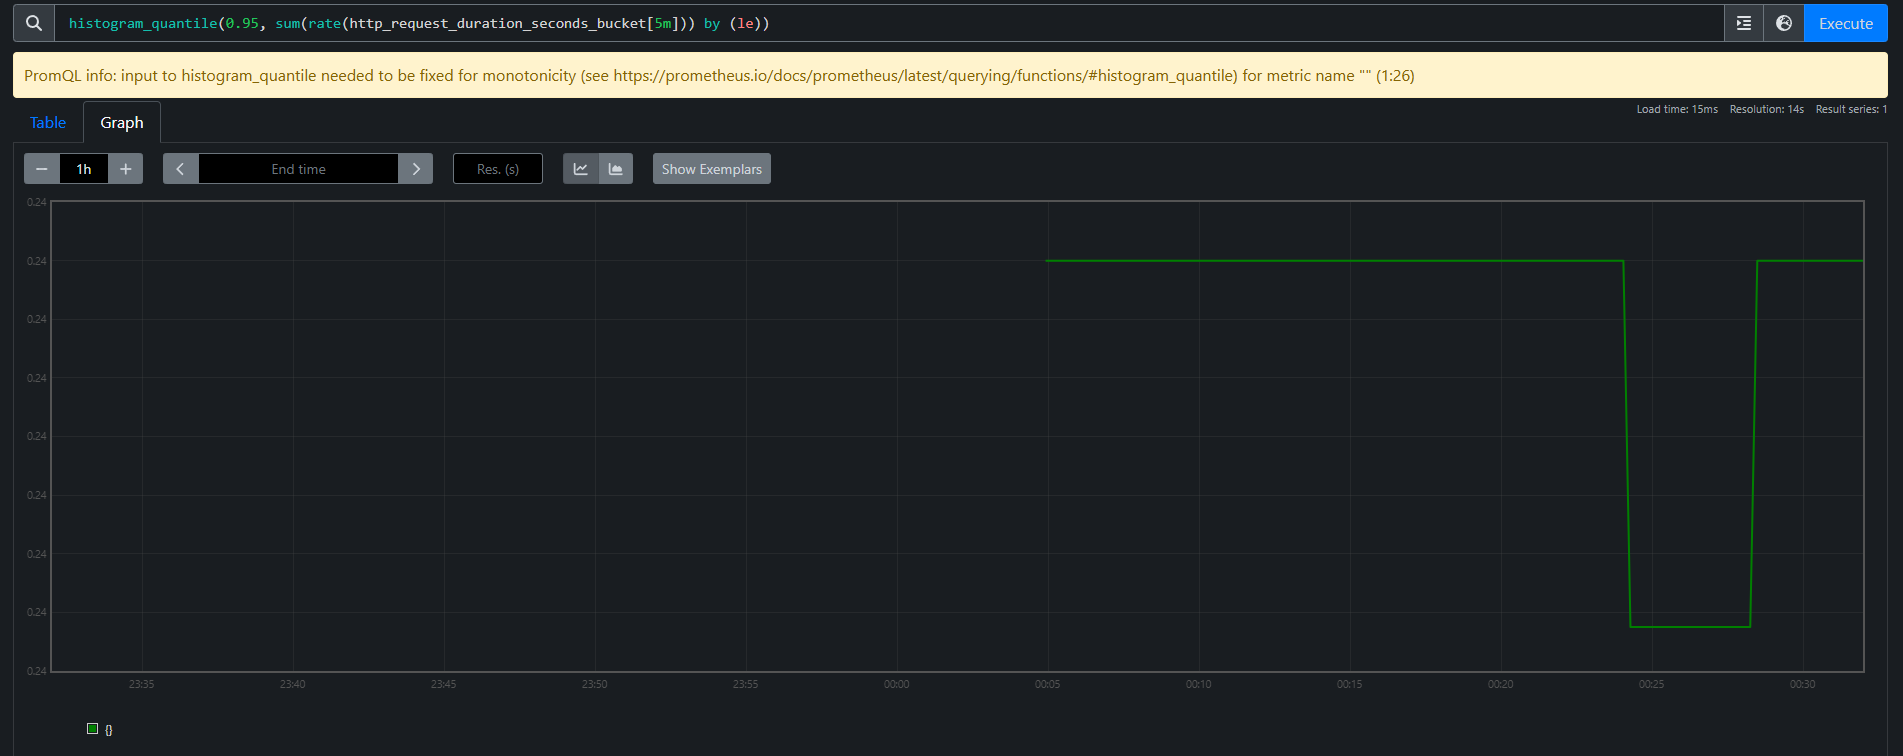 histogram_quantile(0.95, sum(rate(http_request_duration_seconds_bucket[5m])) by (le))
Execute
PromQL info: input to histogram_quantile needed to be fixed for monotonicity (see https://prometheus.io/docs/prometheus/latest/querying/functions/#histogram_quantile) for metric name "" (1:26)
Load time: 15ms Resolution: 14s Result series: 1
Table Graph
− 1h + End time Res. (s) Show Exemplars
0.24
0.24
0.24
0.24
0.24
0.24
0.24
0.24
0.24
23:35 23:40 23:45 23:50 23:55 00:00 00:05 00:10 00:15 00:20 00:25 00:30
{}